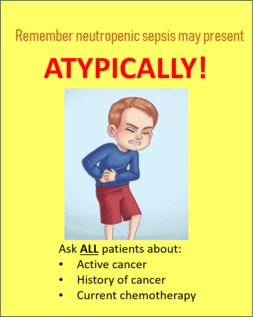 Remember neutropenic sepsis may present
ATYPICALLY!
Ask ALL patients about:
• Active cancer
• History of cancer
• Current chemotherapy